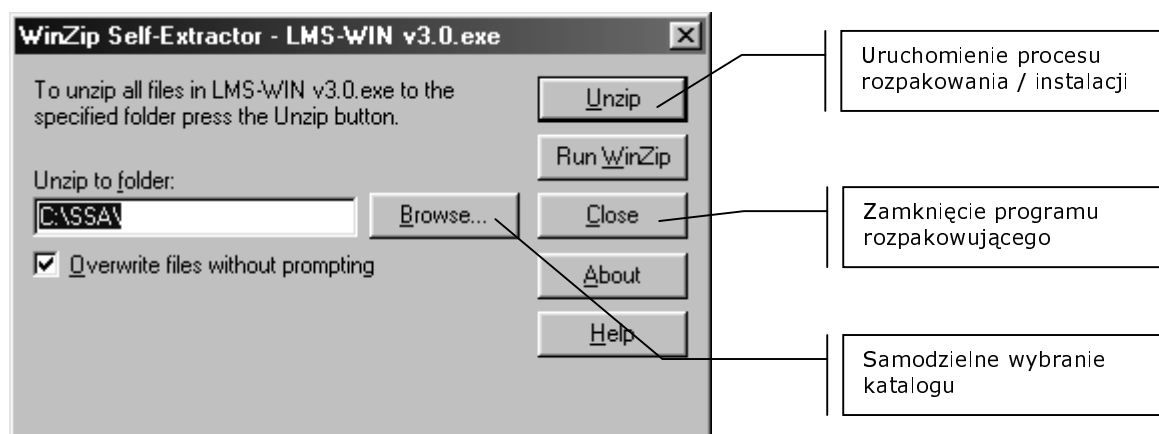 WinZip Self-Extractor - LMS-WIN v3.0.exe
To unzip all files in LMS-WIN v3.0.exe to the
specified folder press the Unzip button.
Unzip to folder:
C:\SSA\
Browse...
Overwrite files without prompting
Unzip
Run WinZip
Close
About
Help
Uruchomienie procesu
rozpakowania / instalacji
Zamknięcie programu
rozpakowującego
Samodzielne wybranie
katalogu